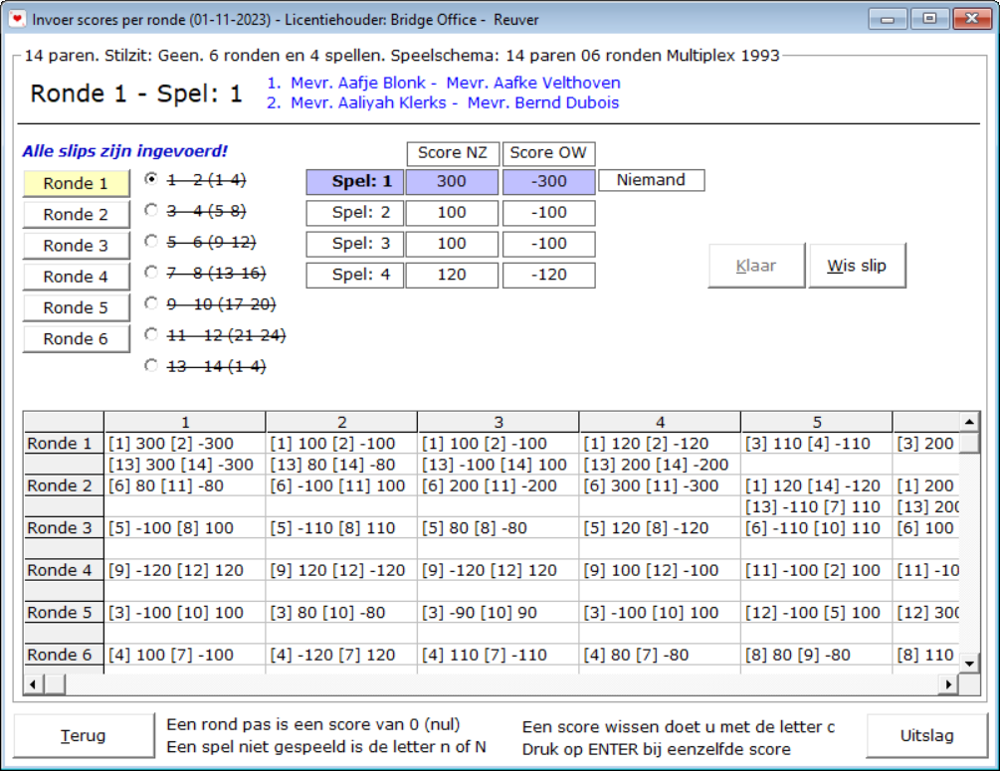 Invoer scores per ronde (01-11-2023) - Licentiehouder: Bridge Office - Reuver
14 paren. Stilzit: Geen. 6 ronden en 4 spellen. Speelschema: 14 paren 06 ronden Multiplex 1993
Ronde 1 - Spel: 1
1. Mevr. Aafje Blonk - Mevr. Aafke Velthoven
2. Mevr. Aaliyah Klerks - Mevr. Bernd Dubois
Alle slips zijn ingevoerd!
Score NZ Score OW
Ronde 1 1 - 2 (1-4) Spel: 1 300 -300 Niemand
Ronde 2 3 - 4 (5-8) Spel: 2 100 -100
Ronde 3 5 - 6 (9-12) Spel: 3 100 -100
Ronde 4 7 - 8 (13-16) Spel: 4 120 -120
Klaar Wis slip
Ronde 5 9 - 10 (17-20)
Ronde 6 11 - 12 (21-24)
13 - 14 (1-4)
1 2 3 4 5
Ronde 1 [1] 300 [2] -300 [1] 100 [2] -100 [1] 100 [2] -100 [1] 120 [2] -120 [3] 110 [4] -110 [3] 200
[13] 300 [14] -300 [13] 80 [14] -80 [13] -100 [14] 100 [13] 200 [14] -200
Ronde 2 [6] 80 [11] -80 [6] -100 [11] 100 [6] 200 [11] -200 [6] 300 [11] -300 [1] 120 [14] -120 [1] 200
[13] -110 [7] 110 [13] 200
Ronde 3 [5] -100 [8] 100 [5] -110 [8] 110 [5] 80 [8] -80 [5] 120 [8] -120 [6] -110 [10] 110 [6] 100
Ronde 4 [9] -120 [12] 120 [9] 120 [12] -120 [9] -120 [12] 120 [9] 100 [12] -100 [11] -100 [2] 100 [11] -10
Ronde 5 [3] -100 [10] 100 [3] 80 [10] -80 [3] -90 [10] 90 [3] -100 [10] 100 [12] -100 [5] 100 [12] 300
Ronde 6 [4] 100 [7] -100 [4] -120 [7] 120 [4] 110 [7] -110 [4] 80 [7] -80 [8] 80 [9] -80 [8] 110
Terug
Een rond pas is een score van 0 (nul)
Een spel niet gespeeld is de letter n of N
Een score wissen doet u met de letter c
Druk op ENTER bij eenzelfde score
Uitslag